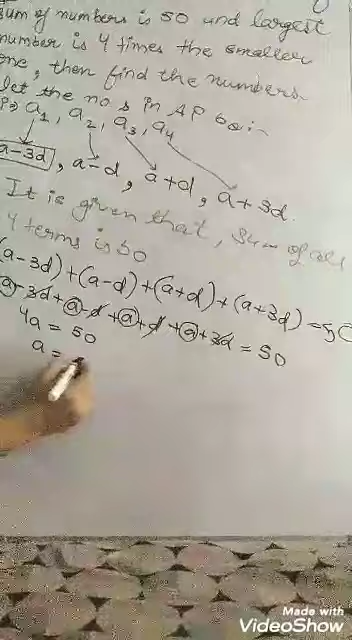 sum of numbers is 50 and largest
number is 4 times the smaller
one, then find the numbers
let the no s in AP be:-
a1, a2, a3, a4
a-3d, a-d, a+d, a+3d.
It is given that, sum of all
4 terms is 50
(a-3d)+(a-d)+(a+d)+(a+3d)=50
a-3d+a-d+a+d+a+3d=50
4a = 50
a =
Made with
VideoShow